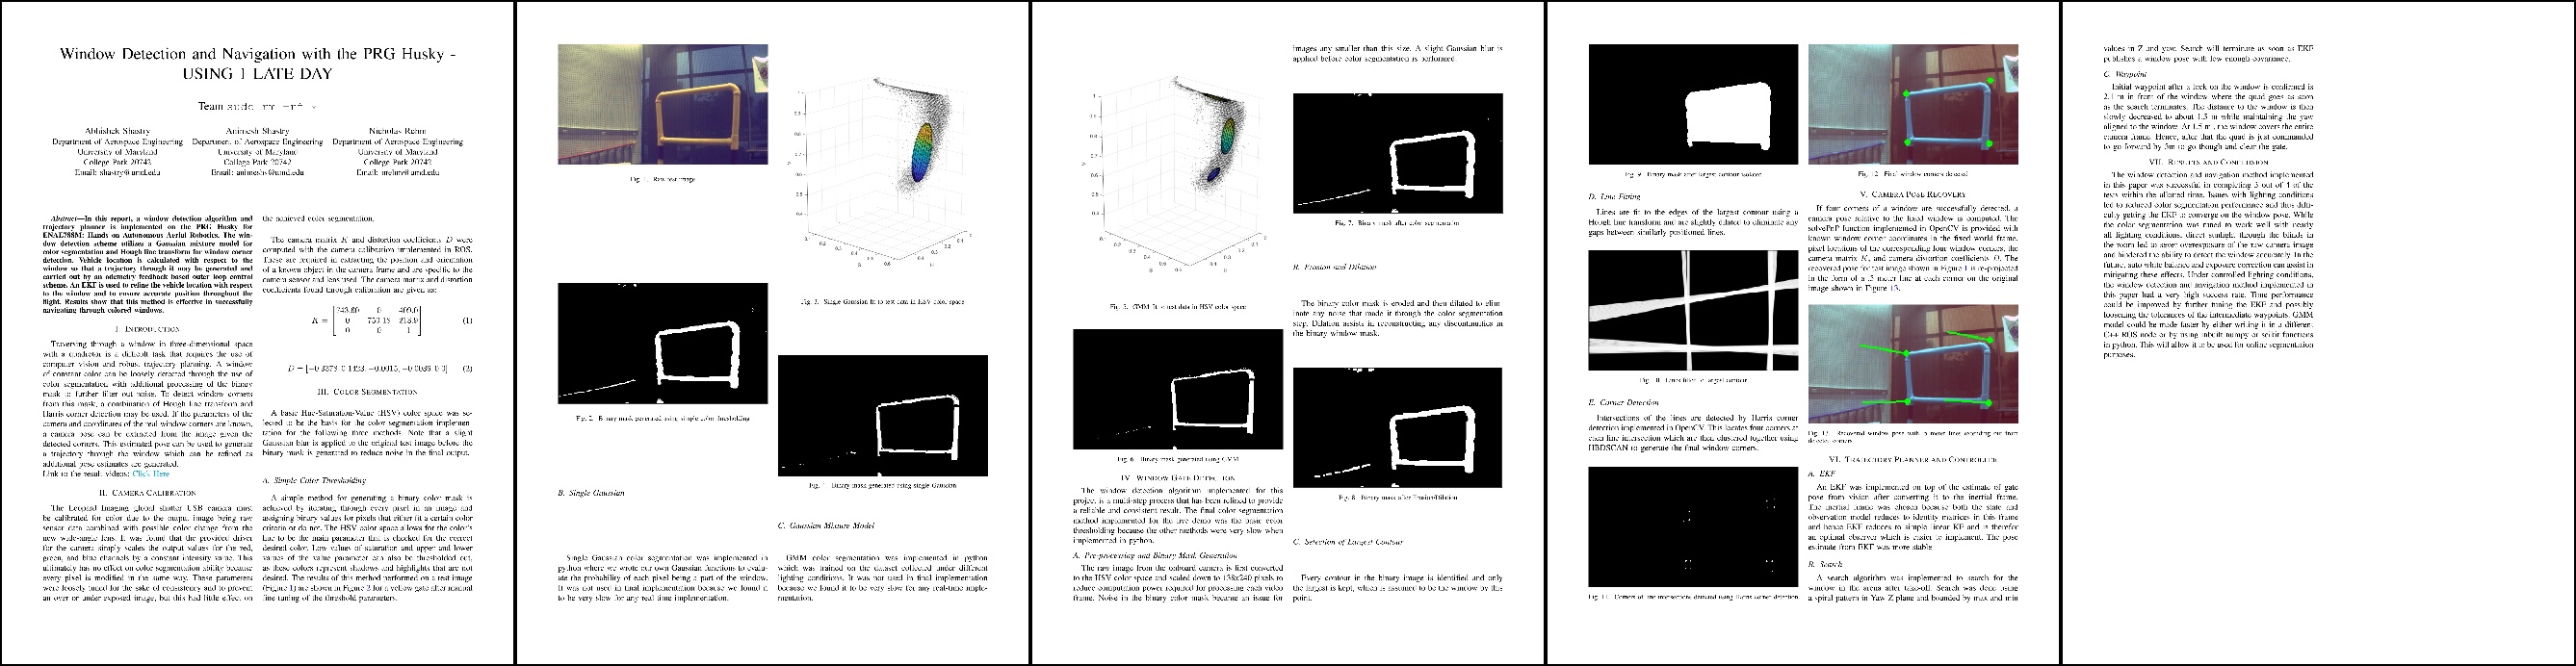 Window Detection and Navigation with the PRG Husky -
USING 1 LATE DAY
Team
Abhishek Shastry
Department of Aerospace Engineering
University of Maryland
College Park 20742
Email: shastry@umd.edu
Animesh Shastry
Department of Aerospace Engineering
University of Maryland
College Park 20742
Email: animeshs@umd.edu
Nicholas Rehm
Department of Aerospace Engineering
University of Maryland
College Park 20742
Email: nrehm@umd.edu
Abstract—In this report, a window detection algorithm and
trajectory planner is implemented on the PRG Husky for
ENAE788M: Hands on Autonomous Aerial Robotics. The win-
dow detection scheme utilizes a Gaussian mixture model for
color segmentation and Hough line transform for window corner
detection. Vehicle location is calculated with respect to the
window so that a trajectory through it may be generated and
carried out by an odometry feedback based outer loop control
scheme. An EKF is used to refine the vehicle location with respect
to the window and to ensure accurate position throughout the
flight. Results show that this method is effective in successfully
navigating through colored windows.
I. INTRODUCTION
Traversing through a window in three-dimensional space
with a quadrotor is a difficult task that requires the use of
computer vision and robust trajectory planning. A window
of constant color can be loosely detected through the use of
color segmentation with additional processing of the binary
mask to further filter out noise. To detect window corners
from this mask, a combination of Hough line transform and
Harris corner detection may be used. If the parameters of the
camera and coordinates of the real window corners are known,
a camera pose can be extracted from the image given the
detected corners. This estimated pose can be used to generate
a trajectory through the window which can be refined as
additional pose estimates are generated.
Link to the result videos: Click Here
II. CAMERA CALIBRATION
The Leopard Imaging global shutter USB camera must
be calibrated for color due to the output image being raw
sensor data combined with possible color change from the
new wide-angle lens. It was found that the provided driver
for the camera simply scales the output values for the red,
green, and blue channels by a constant intensity value. This
ultimately has no effect on color segmentation ability because
every pixel is modified in the same way. These parameters
were loosely tuned for the sake of consistency and to prevent
an over or under exposed image, but this had little effect on
the achieved color segmentation.
The camera matrix K and distortion coefficients D were
computed with the camera calibration implemented in ROS.
These are required in extracting the position and orientation
of a known object in the camera frame and are specific to the
camera sensor and lens used. The camera matrix and distortion
coefficients found through calibration are given as:
(1)
(2)
III. COLOR SEGMENTATION
A basic Hue-Saturation-Value (HSV) color space was se-
lected to be the basis for the color segmentation implemen-
tation for the following three methods. Note that a slight
Gaussian blur is applied to the original test image before the
binary mask is generated to reduce noise in the final output.
A. Simple Color Thresholding
A simple method for generating a binary color mask is
achieved by iterating through every pixel in an image and
assigning binary values for pixels that either fit a certain color
criteria or do not. The HSV color space allows for the color's
hue to be the main parameter that is checked for the correct
desired color. Low values of saturation and upper and lower
values of the value parameter can also be thresholded out,
as these colors represent shadows and highlights that are not
desired. The results of this method performed on a test image
(Figure 1) are shown in Figure 2 for a yellow gate after manual
fine tuning of the threshold parameters.
Fig. 1. Raw test image
Fig. 2. Binary mask generated using simple color thresholding
B. Single Gaussian
Single Gaussian color segmentation was implemented in
python where we wrote our own Gaussian functions to evalu-
ate the probability of each pixel being a part of the window.
It was not used in final implementation because we found it
to be very slow for any real time implementation.
Fig. 3. Single Gaussian fit to test data in HSV color space
Fig. 4. Binary mask generated using single Gaussian
C. Gaussian Mixture Model
GMM color segmentation was implemented in python
which was trained on the dataset collected under different
lighting conditions. It was not used in final implementation
because we found it to be very slow for any real-time imple-
mentation.
Fig. 5. GMM fit to test data in HSV color space
Fig. 6. Binary mask generated using GMM
IV. WINDOW GATE DETECTION
The window detection algorithm implemented for this
project is a multi-step process that has been refined to provide
a reliable and consistent result. The final color segmentation
method implemented for the live demo was the basic color
thresholding because the other methods were very slow when
implemented in python.
A. Pre-processing and Binary Mask Generation
The raw image from the onboard camera is first converted
to the HSV color space and scaled down to 138x240 pixels to
reduce computation power required for processing each video
frame. Noise in the binary color mask became an issue for
images any smaller than this size. A slight Gaussian blur is
applied before color segmentation is performed.
Fig. 7. Binary mask after color segmentation
B. Erosion and Dilation
The binary color mask is eroded and then dilated to elim-
inate any noise that made it through the color segmentation
step. Dilation assists in reconstructing any discontinuities in
the binary window mask.
Fig. 8. Binary mask after Erosion/Dilation
C. Selection of Largest Contour
Every contour in the binary image is identified and only
the largest is kept, which is assumed to be the window by this
point.
Fig. 9. Binary mask after largest contour isolated
D. Line Fitting
Lines are fit to the edges of the largest contour using a
Hough line transform and are slightly dilated to eliminate any
gaps between similarly positioned lines.
Fig. 10. Lines fitted to largest contour
E. Corner Detection
Intersections of the lines are detected by Harris corner
detection implemented in OpenCV. This locates four corners at
each line intersection which are then clustered together using
HBDSCAN to generate the final window corners.
Fig. 11. Corners of line intersections detected using Harris corner detection
Fig. 12. Final window corners detected
V. CAMERA POSE RECOVERY
If four corners of a window are successfully detected, a
camera pose relative to the fixed window is computed. The
solvePnP function implemented in OpenCV is provided with
known window corner coordinates in the fixed world frame,
pixel locations of the corresponding four window corners, the
camera matrix K, and camera distortion coefficients D. The
recovered pose for test image shown in Figure 1 is re-projected
in the form of a .5 meter line at each corner on the original
image shown in Figure 13.
Fig. 13. Recovered window pose with .5 meter lines extending out from
detected corners
VI. TRAJECTORY PLANNER AND CONTROLLER
A. EKF
An EKF was implemented on top of the estimate of gate
pose from vision after converting it to the inertial frame.
The inertial frame was chosen because both the state and
observation model reduces to identity matrices in this frame
and hence EKF reduces to simple linear KF and is therefor
an optimal observer which is easier to implement. The pose
estimate from EKF was more stable
B. Search
A search algorithm was implemented to search for the
window in the arena after take-off. Search was done using
a spiral pattern in Yaw Z plane and bounded by max and min
values in Z and yaw. Search will terminate as soon as EKF
publishes a window pose with low enough covariance.
C. Waypoint
Initial waypoint after a lock on the window is confirmed is
2.1 m in front of the window where the quad goes as soon
as the search terminates. The distance to the window is then
slowly decreased to about 1.5 m while maintaining the yaw
aligned to the window. At 1.5 m, the window covers the entire
camera frame. Hence, after that the quad is just commanded
to go forward by 3m to go though and clear the gate.
VII. RESULTS AND CONCLUSION
The window detection and navigation method implemented
in this paper was successful in completing 3 out of 4 of the
tests within the allotted time. Issues with lighting conditions
led to reduced color segmentation performance and thus diffi-
culty getting the EKF to converge on the window pose. While
the color segmentation was tuned to work well with nearly
all lighting conditions, direct sunlight through the blinds in
the room led to sever overexposure of the raw camera image
and hindered the ability to detect the window accurately. In the
future, auto white balance and exposure correction can assist in
mitigating these effects. Under controlled lighting conditions,
the window detection and navigation method implemented in
this paper had a very high success rate. Time performance
could be improved by further tuning the EKF and possibly
loosening the tolerances of the intermediate waypoints. GMM
model could be made faster by either writing it in a different
C++ ROS node or by using inbuilt numpy or scikit functions
in python. This will allow it to be used for online segmentation
purposes.